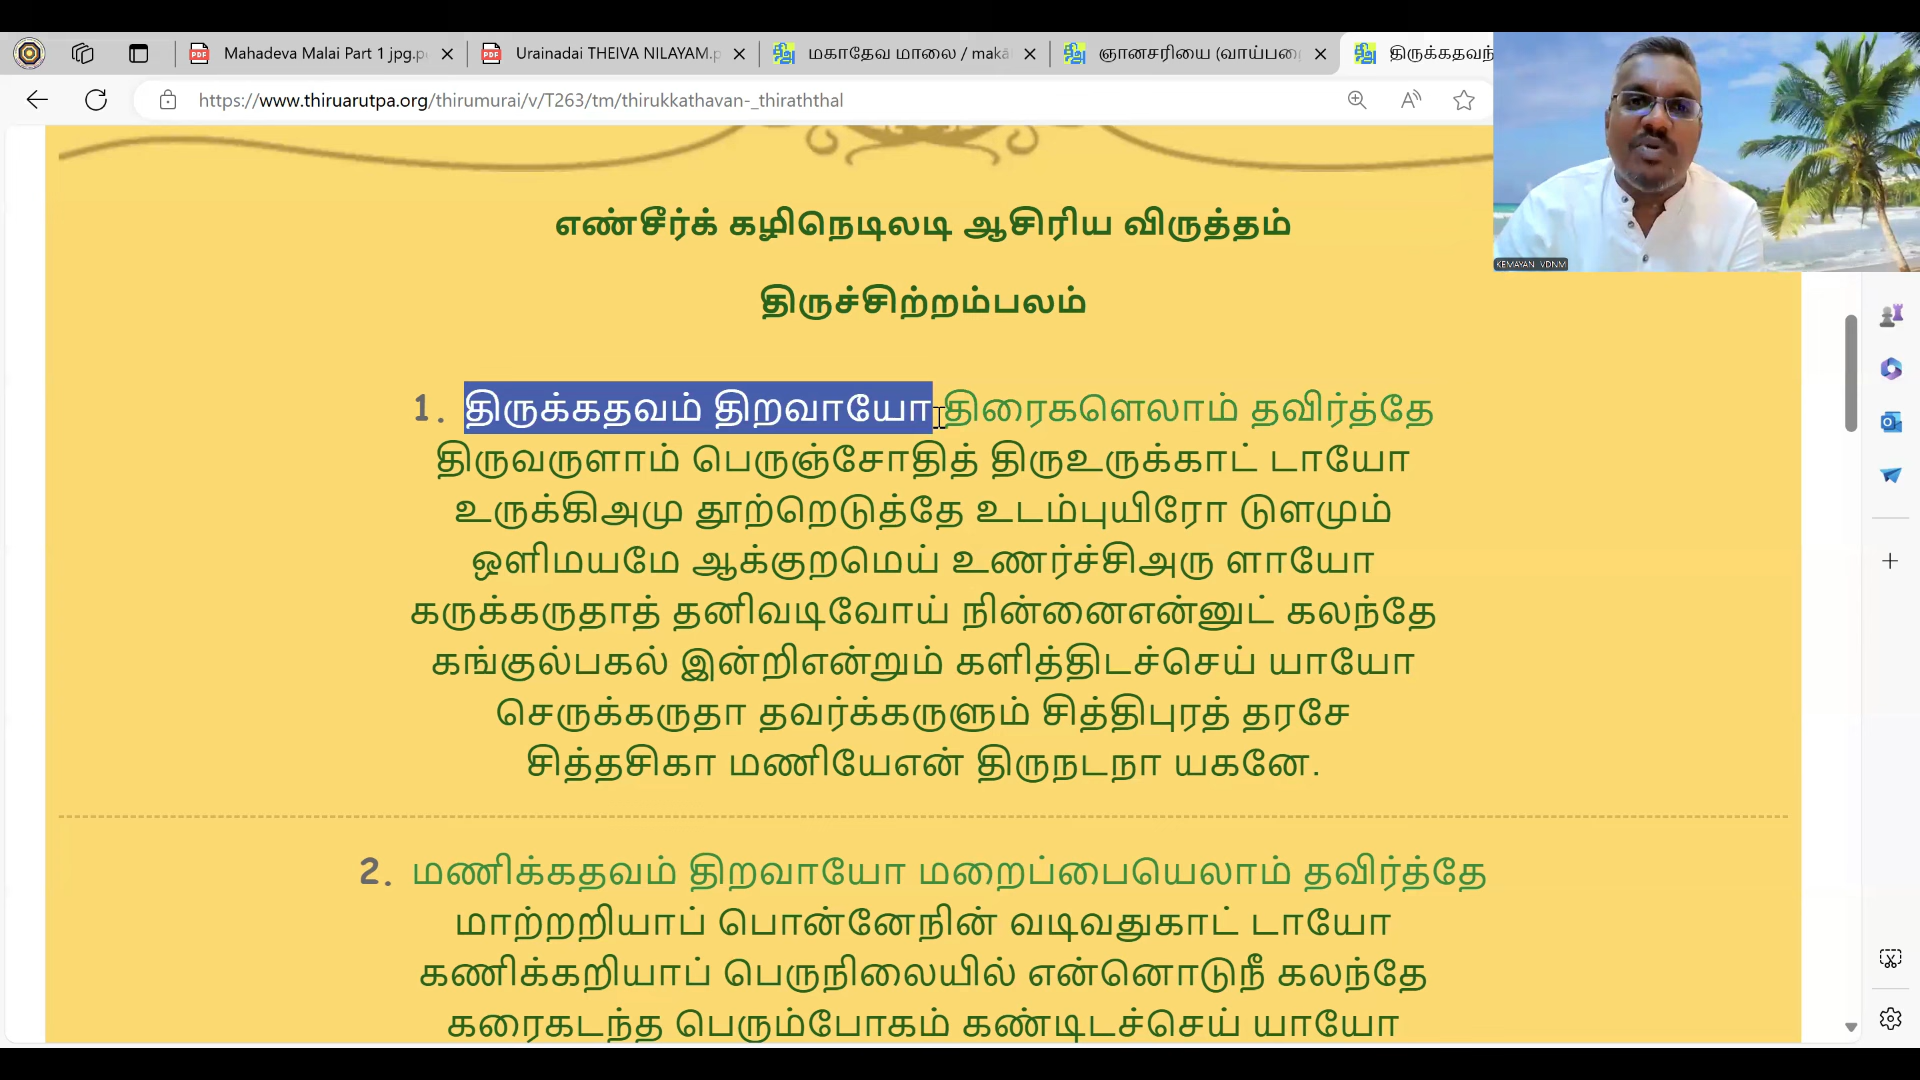 Mahadeva Malai Part 1 jpg.p
Urainadai THEIVA NILAYAM.p
மகாதேவ மாலை / makā
ஞானசரியை (வாய்பறை
திருக்கதவந்
https://www.thiruarutpa.org/thirumurai/v/T263/tm/thirukkathavan-_thiraththal
KEMAYAN VDNM
எண்சீர்க் கழிநெடிலடி ஆசிரிய விருத்தம்
திருச்சிற்றம்பலம்
1. திருக்கதவம் திறவாயோ திரைகளெலாம் தவிர்த்தே
திருவருளாம் பெருஞ்சோதித் திருஉருக்காட் டாயோ
உருக்கிஅமு தூற்றெடுத்தே உடம்புயிரோ டுளமும்
ஒளிமயமே ஆக்குறமெய் உணர்ச்சிஅரு ளாயோ
கருக்கருதாத் தனிவடிவோய் நின்னைஎன்னுட் கலந்தே
கங்குல்பகல் இன்றிஎன்றும் களித்திடச்செய் யாயோ
செருக்கருதா தவர்க்கருளும் சித்திபுரத் தரசே
சித்தசிகா மணியேஎன் திருநடநா யகனே.
2. மணிக்கதவம் திறவாயோ மறைப்பையெலாம் தவிர்த்தே
மாற்றறியாப் பொன்னேநின் வடிவதுகாட் டாயோ
கணிக்கறியாப் பெருநிலையில் என்னொடுநீ கலந்தே
கரைகடந்த பெரும்போகம் கண்டிடச்செய் யாயோ